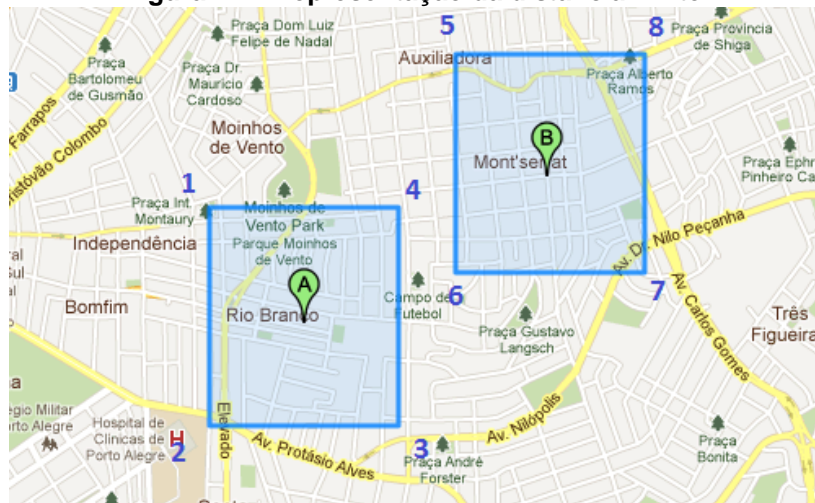 5
8
Praça Dom Luiz
Felipe de Nadal
Praça Provincia
de Shiga
Auxiliadora
Praça
Bartolomeu
de Gusmão
Praça Dr.
Mauricio
Cardoso
Praça Alberto
Ramos
Farrapos
Moinhos
de Vento
B
Mont'serrat
Cristóvão Colombo
Praça Ephr
Pinheiro Ca
1
4
Praça Int.
Montaury
Moinhos de
Vento Park
Parque Moinhos
de Vento
Independência
Av. Dr. Nilo Peçanha
A
Bomfim
Rio Branco
Campo de
Futebol
6
7
Praça Gustavo
Langsch
Av. Carlos Gomes
Três
Figueira
Hospital de
Clínicas de
Porto Alegre
H
2
Elevado
Av. Protásio Alves
3
Av. Nilópolis
Praça André
Forster
Praça
Bonita